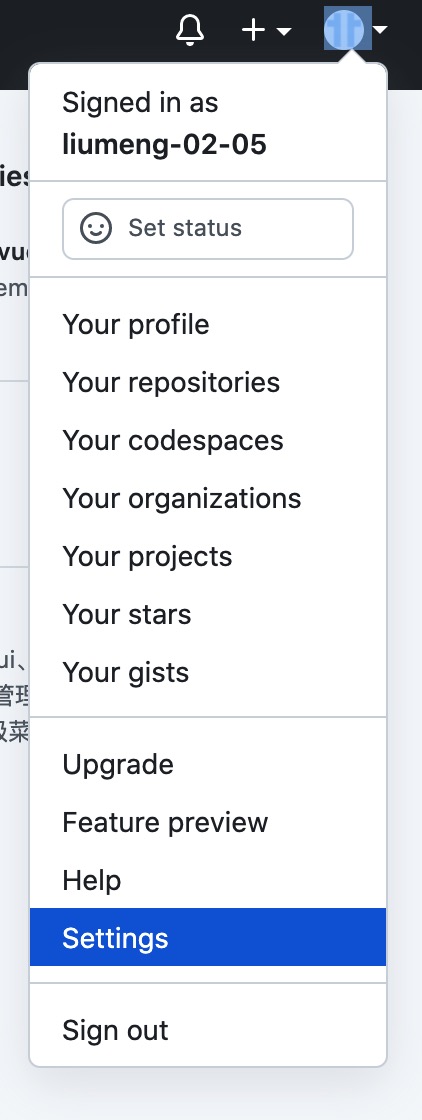 Signed in as
liumeng-02-05
ies
Set status
vu
em
Your profile
Your repositories
Your codespaces
Your organizations
Your projects
Your stars
ui、
Your gists
管理
级菜
Upgrade
Feature preview
Help
Settings
Sign out